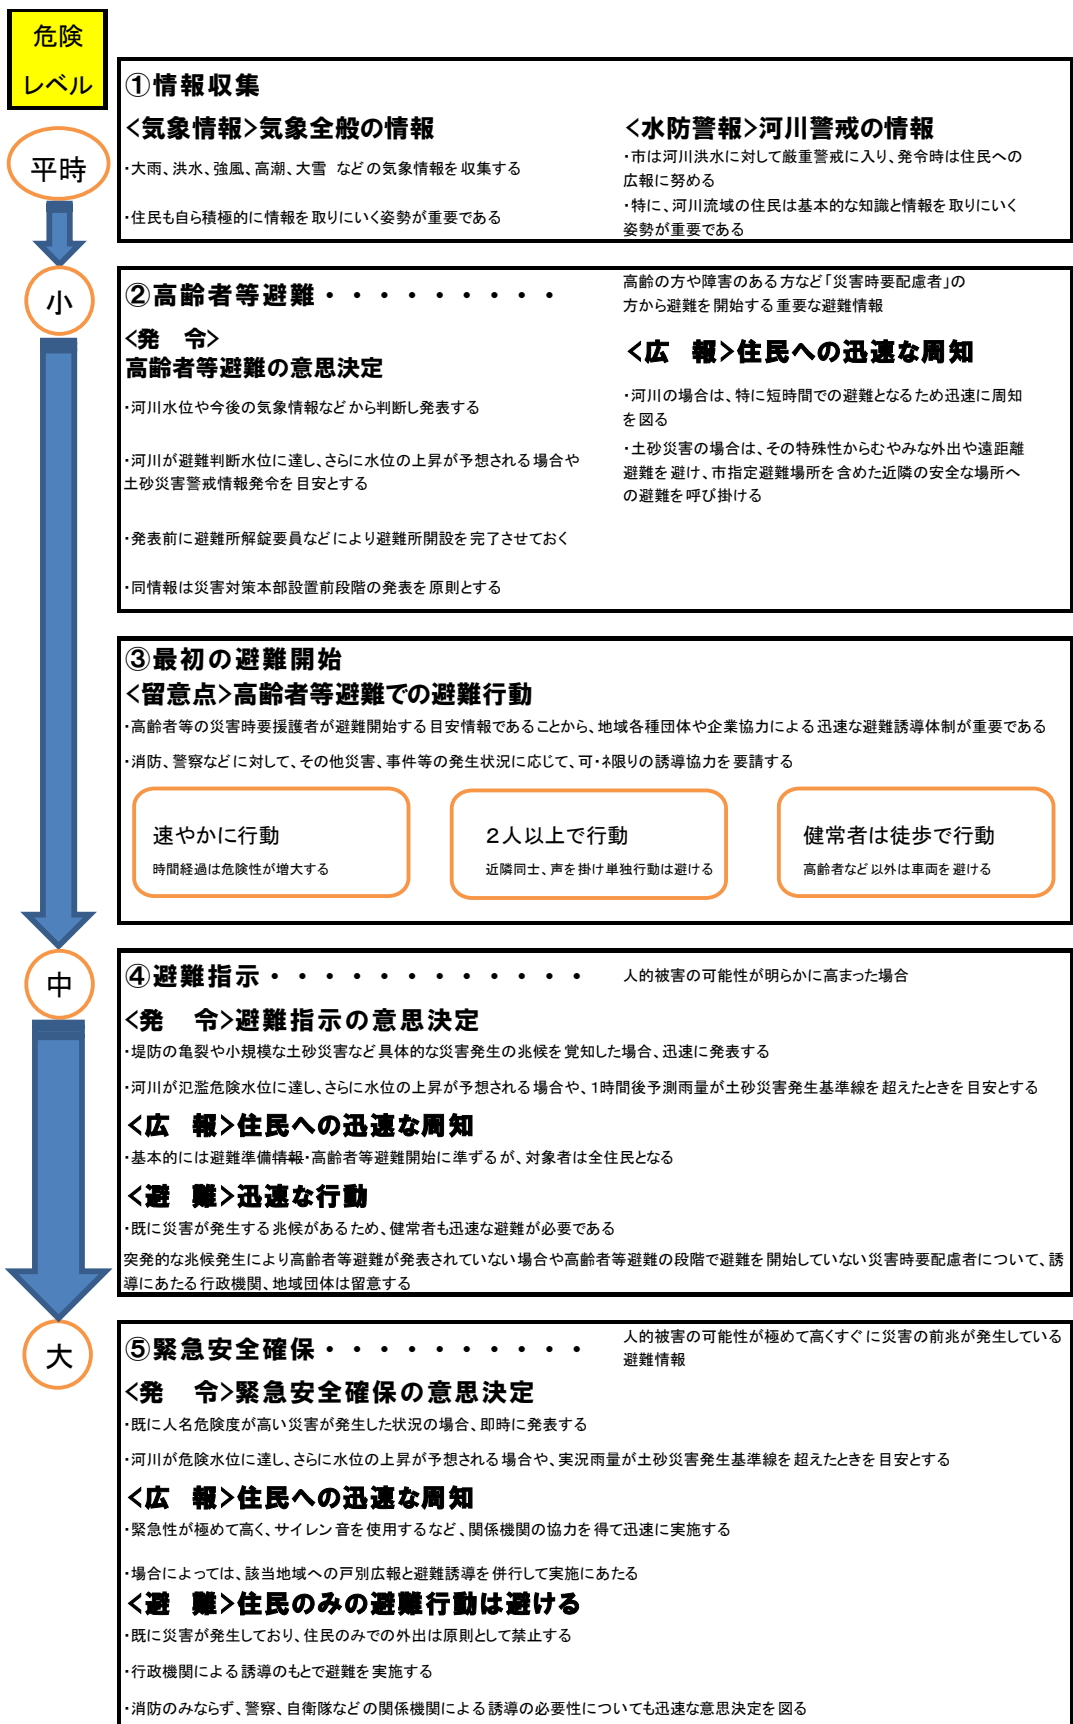 危険
レベル
平時
①情報収集
<気象情報>気象全般の情報
・大雨、洪水、強風、高潮、大雪 などの気象情報を収集する
・住民も自ら積極的に情報を取りにいく姿勢が重要である
<水防警報>河川警戒の情報
・市は河川洪水に対して厳重警戒に入り、発令時は住民への
広報に努める
・特に、河川流域の住民は基本的な知識と情報を取りにいく
姿勢が重要である
小
②高齢者等避難・・・・・・・・・
高齢の方や障害のある方など「災害時要配慮者」の
方から避難を開始する重要な避難情報
<発 令>
高齢者等避難の意思決定
・河川水位や今後の気象情報などから判断し発表する
・河川が避難判断水位に達し、さらに水位の上昇が予想される場合や
土砂災害警戒情報発令を目安とする
・発表前に避難所解錠要員などにより避難所開設を完了させておく
・同情報は災害対策本部設置前段階の発表を原則とする
<広 報>住民への迅速な周知
・河川の場合は、特に短時間での避難となるため迅速に周知
を図る
・土砂災害の場合は、その特殊性からむやみな外出や遠距離
避難を避け、市指定避難場所を含めた近隣の安全な場所へ
の避難を呼び掛ける
③最初の避難開始
<留意点>高齢者等避難での避難行動
・高齢者等の災害時要援護者が避難開始する目安情報であることから、地域各種団体や企業協力による迅速な避難誘導体制が重要である
・消防、警察などに対して、その他災害、事件等の発生状況に応じて、可・ネ限りの誘導協力を要請する
速やかに行動
時間経過は危険性が増大する
２人以上で行動
近隣同士、声を掛け単独行動は避ける
健常者は徒歩で行動
高齢者など以外は車両を避ける
中
④避難指示・・・・・・・・・・・・
人的被害の可能性が明らかに高まった場合
<発 令>避難指示の意思決定
・堤防の亀裂や小規模な土砂災害など具体的な災害発生の兆候を覚知した場合、迅速に発表する
・河川が氾濫危険水位に達し、さらに水位の上昇が予想される場合や、1時間後予測雨量が土砂災害発生基準線を超えたときを目安とする
<広 報>住民への迅速な周知
・基本的には避難準備情報・高齢者等避難開始に準ずるが、対象者は全住民となる
<避 難>迅速な行動
・既に災害が発生する兆候があるため、健常者も迅速な避難が必要である
突発的な兆候発生により高齢者等避難が発表されていない場合や高齢者等避難の段階で避難を開始していない災害時要配慮者について、誘
導にあたる行政機関、地域団体は留意する
大
⑤緊急安全確保・・・・・・・・・・
人的被害の可能性が極めて高くすぐに災害の前兆が発生している
避難情報
<発 令>緊急安全確保の意思決定
・既に人名危険度が高い災害が発生した状況の場合、即時に発表する
・河川が危険水位に達し、さらに水位の上昇が予想される場合や、実況雨量が土砂災害発生基準線を超えたときを目安とする
<広 報>住民への迅速な周知
・緊急性が極めて高く、サイレン音を使用するなど、関係機関の協力を得て迅速に実施する
・場合によっては、該当地域への戸別広報と避難誘導を併行して実施にあたる
<避 難>住民のみの避難行動は避ける
・既に災害が発生しており、住民のみでの外出は原則として禁止する
・行政機関による誘導のもとで避難を実施する
・消防のみならず、警察、自衛隊などの関係機関による誘導の必要性についても迅速な意思決定を図る